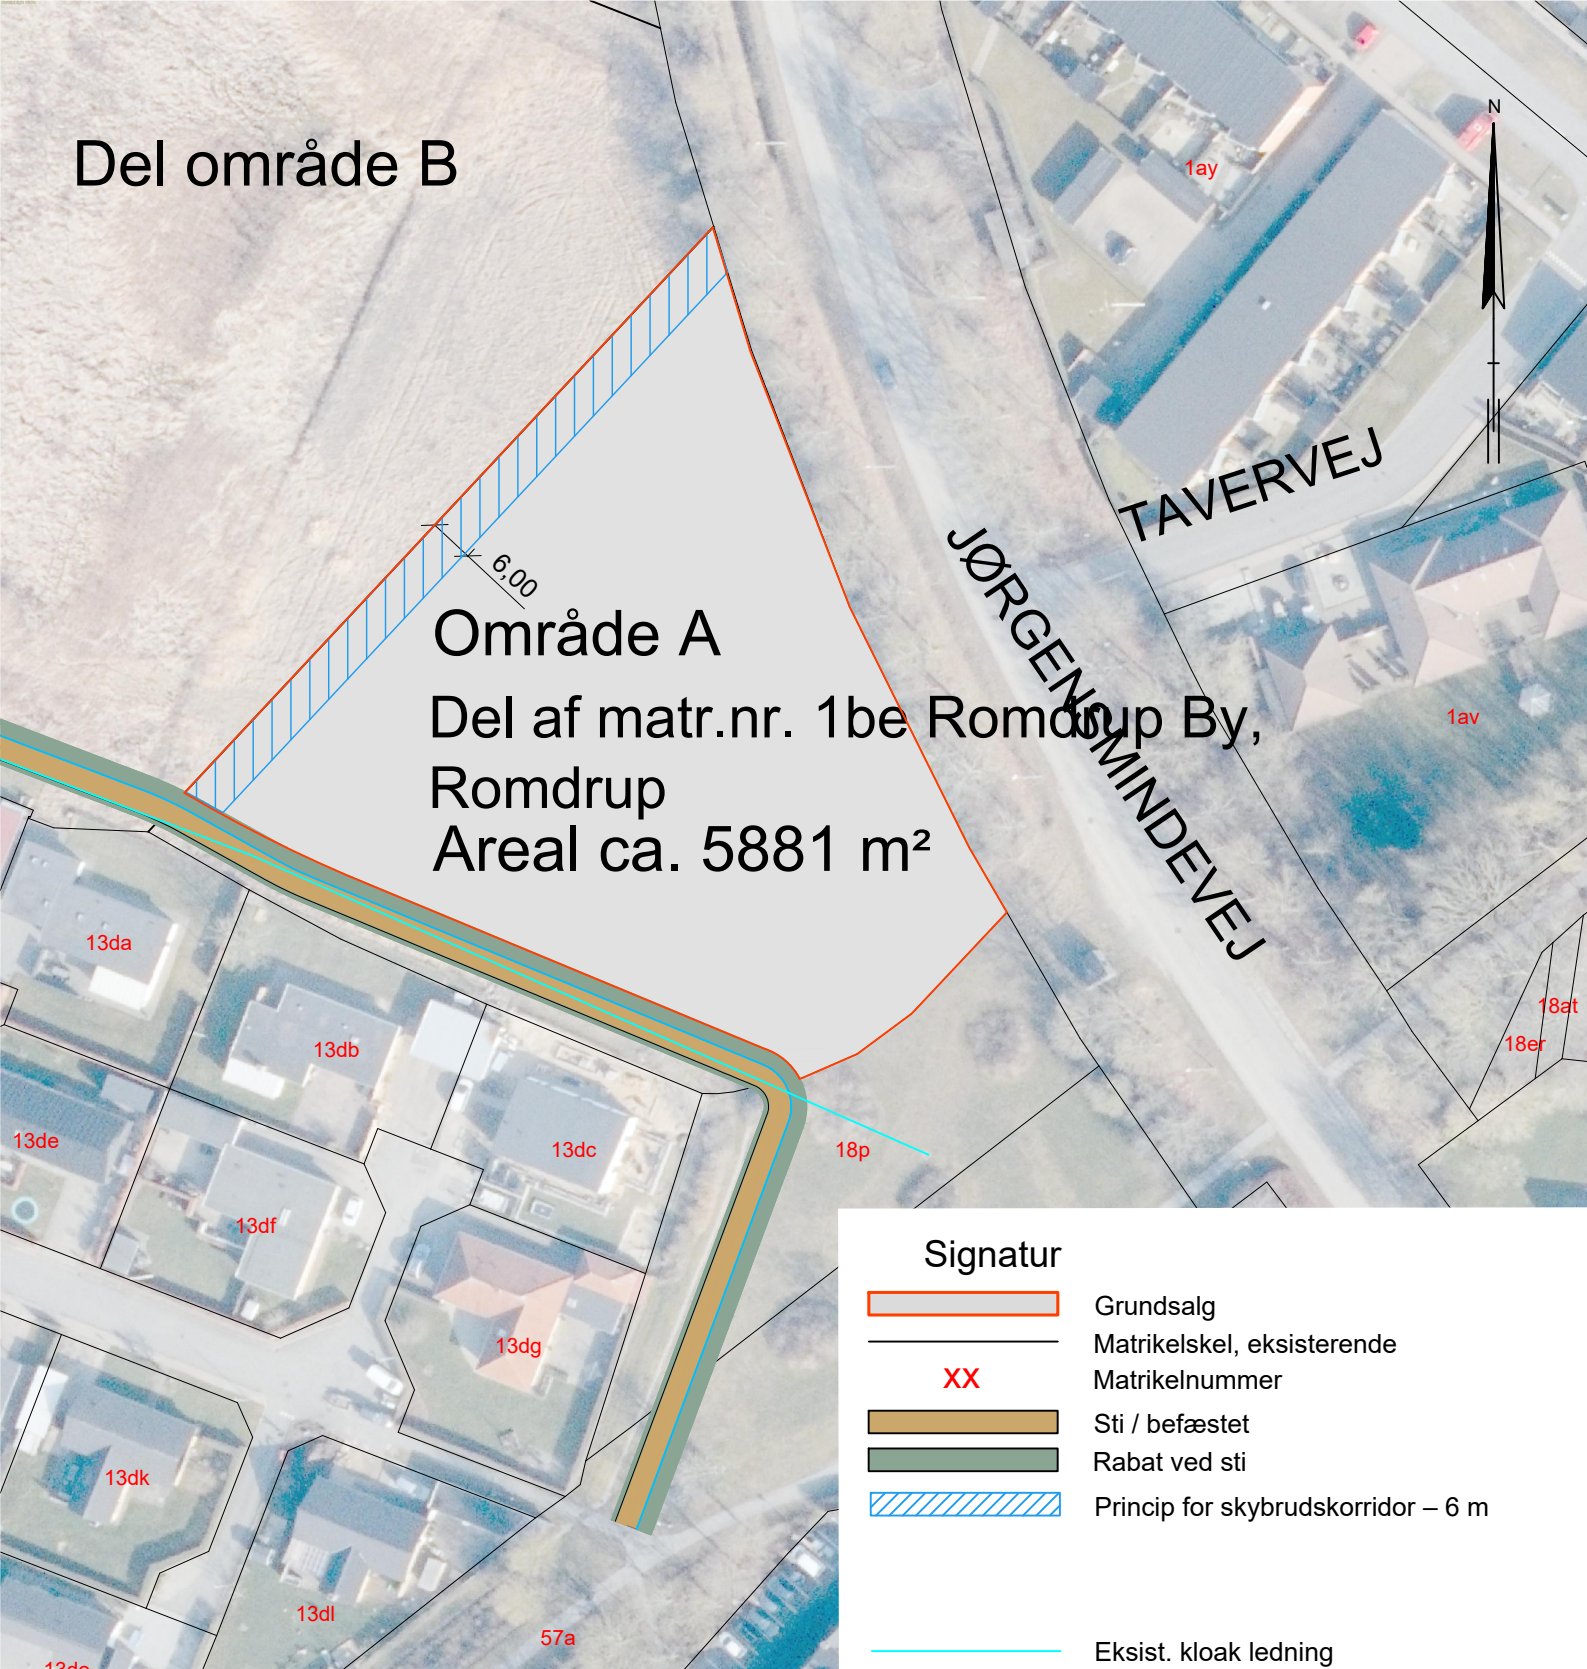 Del område B
N
1ay
TAVERVEJ
6,00
JØRGENSMINDEVEJ
Område A
Del af matr.nr. 1be Romdrup By,
Romdrup
Areal ca. 5881 m²
1av
13da
13db
18at
18er
13de
13dc
18p
13df
13dg
13dk
13dl
57a
Signatur
Grundsalg
Matrikelskel, eksisterende
XX Matrikelnummer
Sti / befæstet
Rabat ved sti
Princip for skybrudskorridor – 6 m
Eksist. kloak ledning